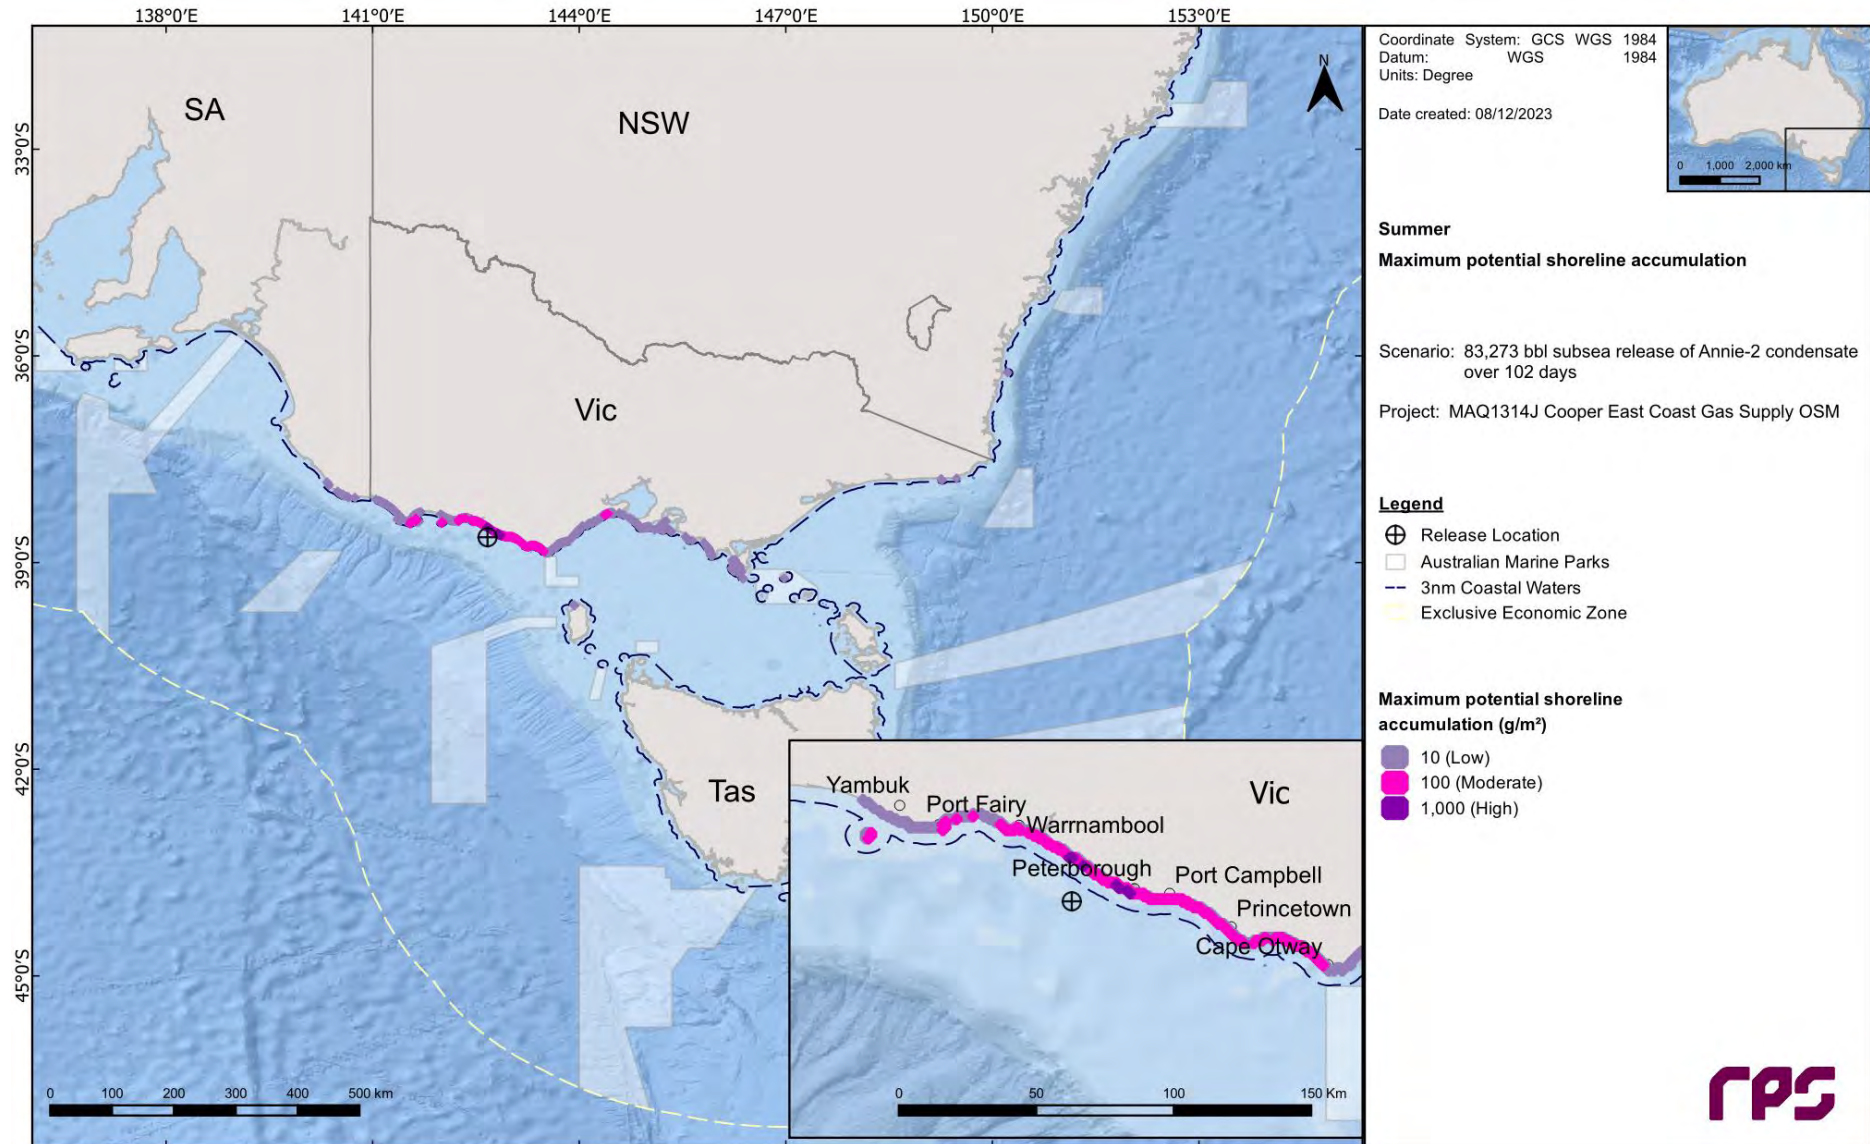 138°0'E 141°0'E 144°0'E 147°0'E 150°0'E 153°0'E
33°0'S
36°0'S
39°0'S
42°0'S
45°0'S
SA
NSW
Vic
Tas
N
0 100 200 300 400 500 km
Yambuk
Port Fairy
Vic
Warrnambool
Peterborough
Port Campbell
Princetown
Cape Otway
0 50 100 150 Km
Coordinate System: GCS WGS 1984
Datum: WGS 1984
Units: Degree
Date created: 08/12/2023
0 1,000 2,000 km
Summer
Maximum potential shoreline accumulation
Scenario: 83,273 bbl subsea release of Annie-2 condensate
over 102 days
Project: MAQ1314J Cooper East Coast Gas Supply OSM
Legend
Release Location
Australian Marine Parks
3nm Coastal Waters
Exclusive Economic Zone
Maximum potential shoreline
accumulation (g/m²)
10 (Low)
100 (Moderate)
1,000 (High)
rps